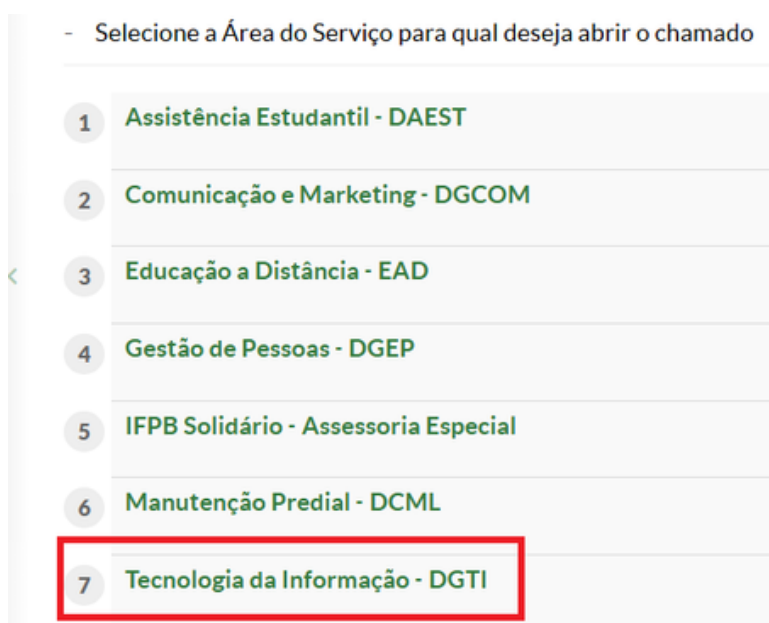 - Selecione a Área do Serviço para qual deseja abrir o chamado
1 Assistência Estudantil - DAEST
2 Comunicação e Marketing - DGCOM
3 Educação a Distância - EAD
4 Gestão de Pessoas - DGEP
5 IFPB Solidário - Assessoria Especial
6 Manutenção Predial - DCML
7 Tecnologia da Informação - DGTI